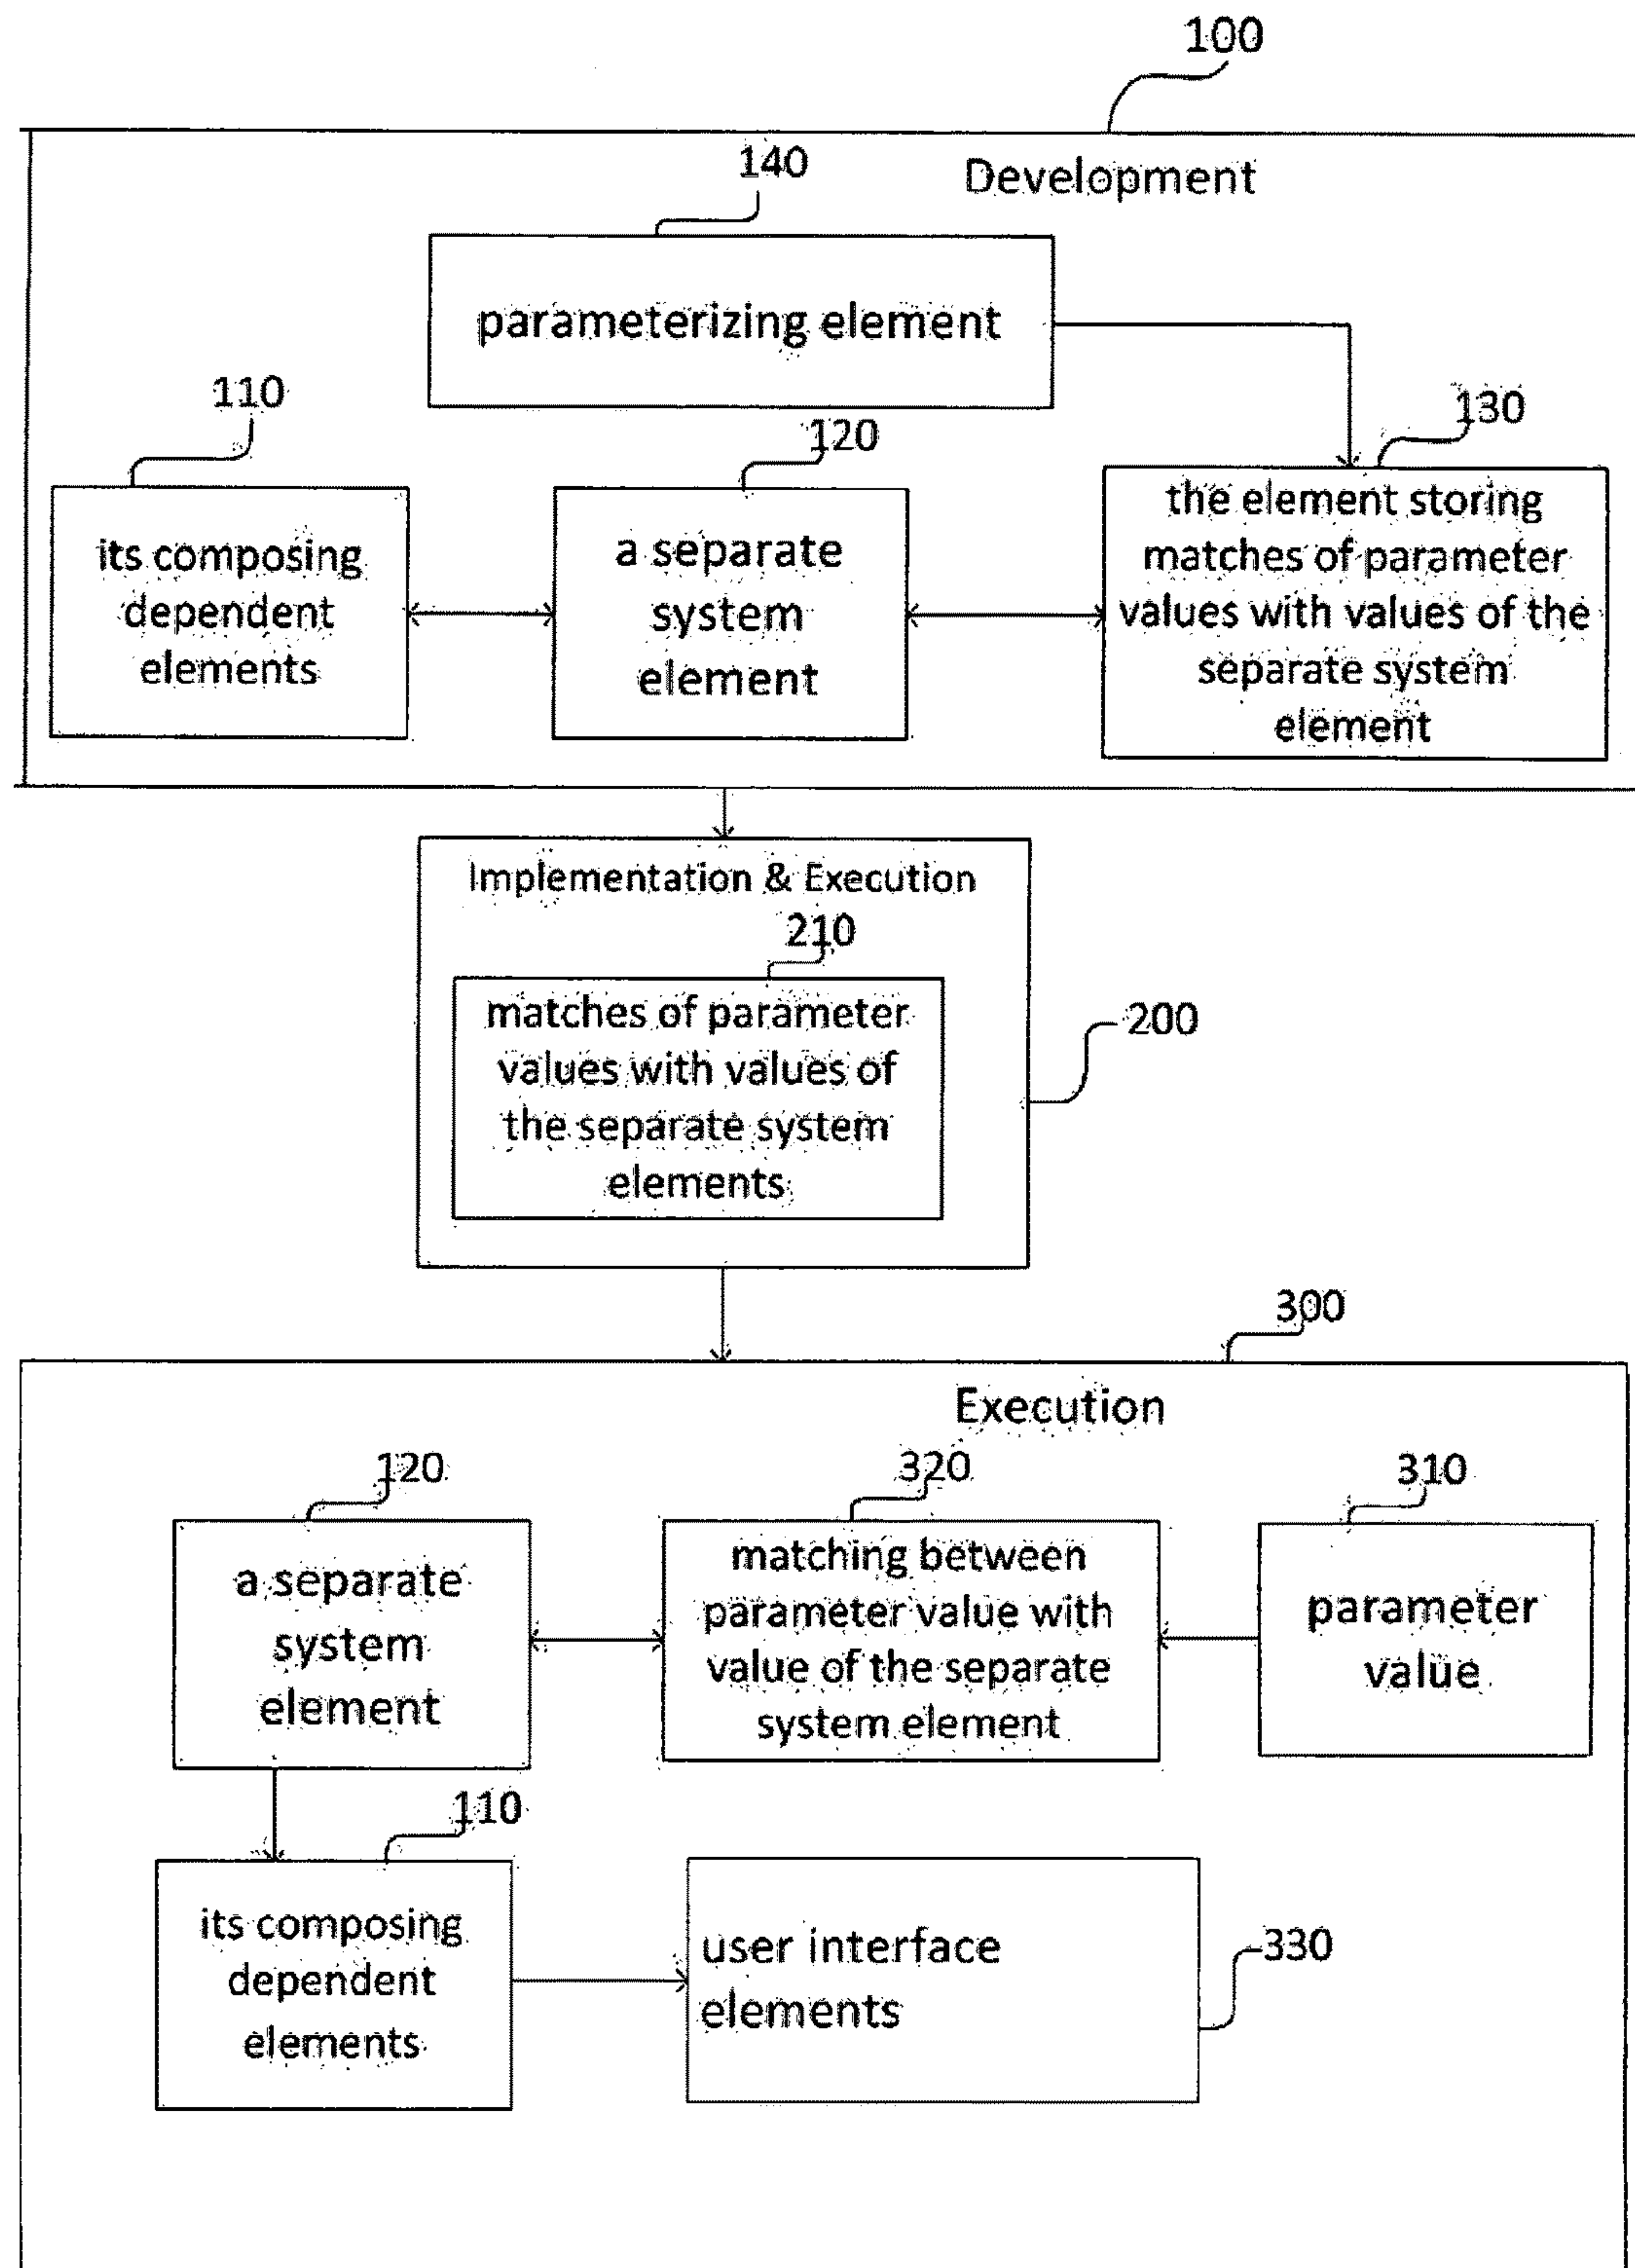 100
Development
140
parameterizing element
110
its composing
dependent
elements
120
a separate
system
element
130
the element storing
matches of parameter
values with values of the
separate system
element
Implementation & Execution
210
matches of parameter
values with values of
the separate system
elements
200
300
Execution
120
a separate
system
element
320
matching between
parameter value with
value of the separate
system element
310
parameter
value
110
its composing
dependent
elements
user interface
elements
330